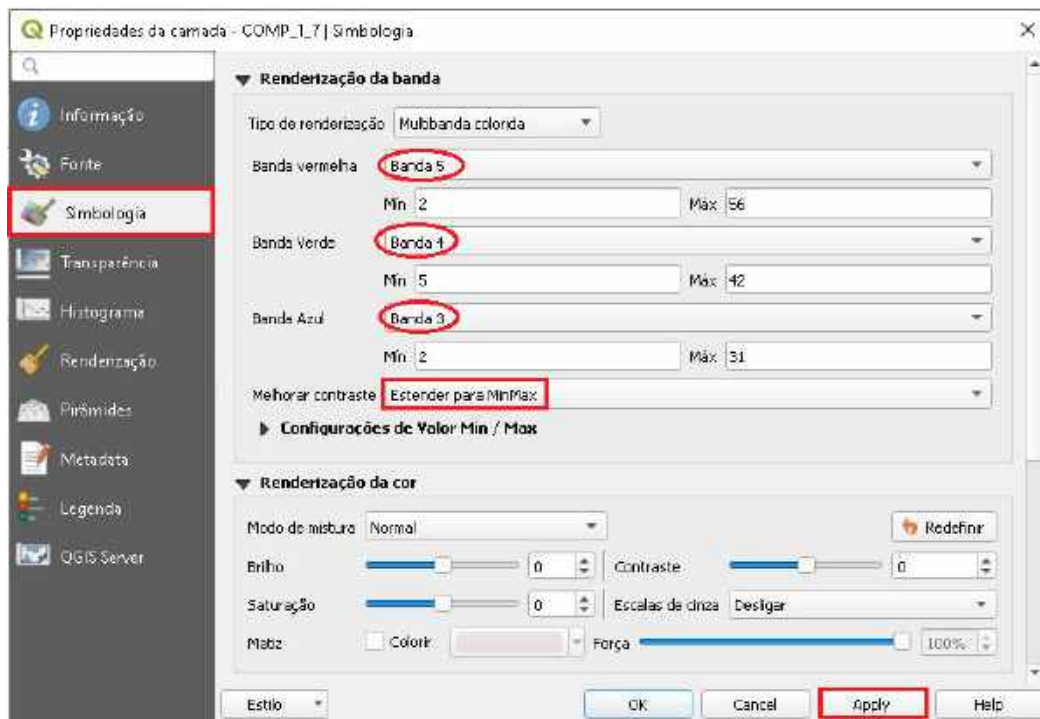 Propriedades da camada - COMP_1_7 | Simbologia
Informação
Fonte
Simbologia
Transparência
Histograma
Renderização
Pirâmides
Metadata
Legenda
QGIS Server
Renderização da banda
Tipo de renderização Multibanda colorida
Banda vermelha Banda 5
Mín 2 Máx 56
Banda Verde Banda 4
Mín 5 Máx 42
Banda Azul Banda 3
Mín 2 Máx 31
Melhorar contraste Estender para MinMax
Configurações de Valor Min / Max
Renderização da cor
Modo de mistura Normal Redefinir
Brilho 0 Contraste 0
Saturação 0 Escalas de cinza Desligar
Matiz Colorir Força 100%
Estilo OK Cancel Apply Help